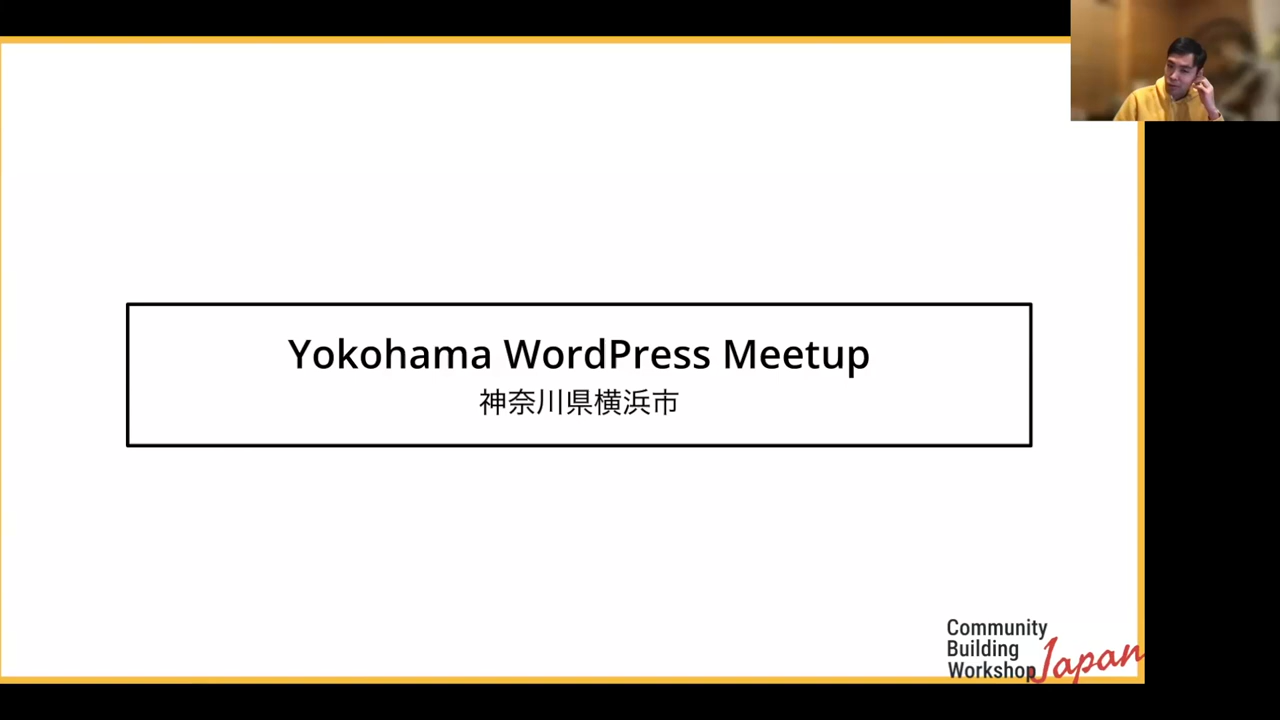 Yokohama WordPress Meetup
神奈川県横浜市
Community
Building
Workshop Japan